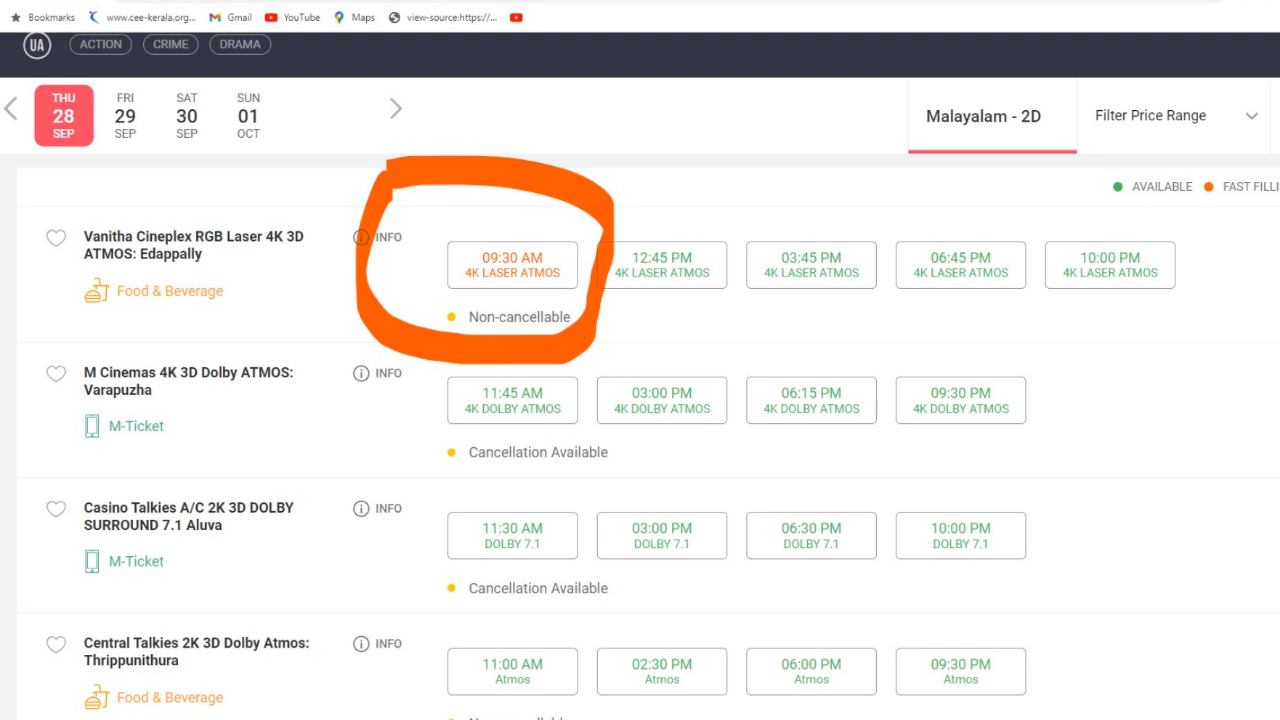 Bookmarks www.cee-kerala.org... Gmail YouTube Maps view-source:https://...
UA ACTION CRIME DRAMA
THU FRI SAT SUN
28 29 30 01
SEP SEP SEP OCT
Malayalam - 2D
Filter Price Range
AVAILABLE FAST FILLI
Vanitha Cineplex RGB Laser 4K 3D
ATMOS: Edappally
INFO
Food & Beverage
09:30 AM 12:45 PM 03:45 PM 06:45 PM 10:00 PM
4K LASER ATMOS 4K LASER ATMOS 4K LASER ATMOS 4K LASER ATMOS 4K LASER ATMOS
Non-cancellable
M Cinemas 4K 3D Dolby ATMOS:
Varapuzha
INFO
M-Ticket
11:45 AM 03:00 PM 06:15 PM 09:30 PM
4K DOLBY ATMOS 4K DOLBY ATMOS 4K DOLBY ATMOS 4K DOLBY ATMOS
Cancellation Available
Casino Talkies A/C 2K 3D DOLBY
SURROUND 7.1 Aluva
INFO
M-Ticket
11:30 AM 03:00 PM 06:30 PM 10:00 PM
DOLBY 7.1 DOLBY 7.1 DOLBY 7.1 DOLBY 7.1
Cancellation Available
Central Talkies 2K 3D Dolby Atmos:
Thrippunithura
INFO
Food & Beverage
11:00 AM 02:30 PM 06:00 PM 09:30 PM
Atmos Atmos Atmos Atmos